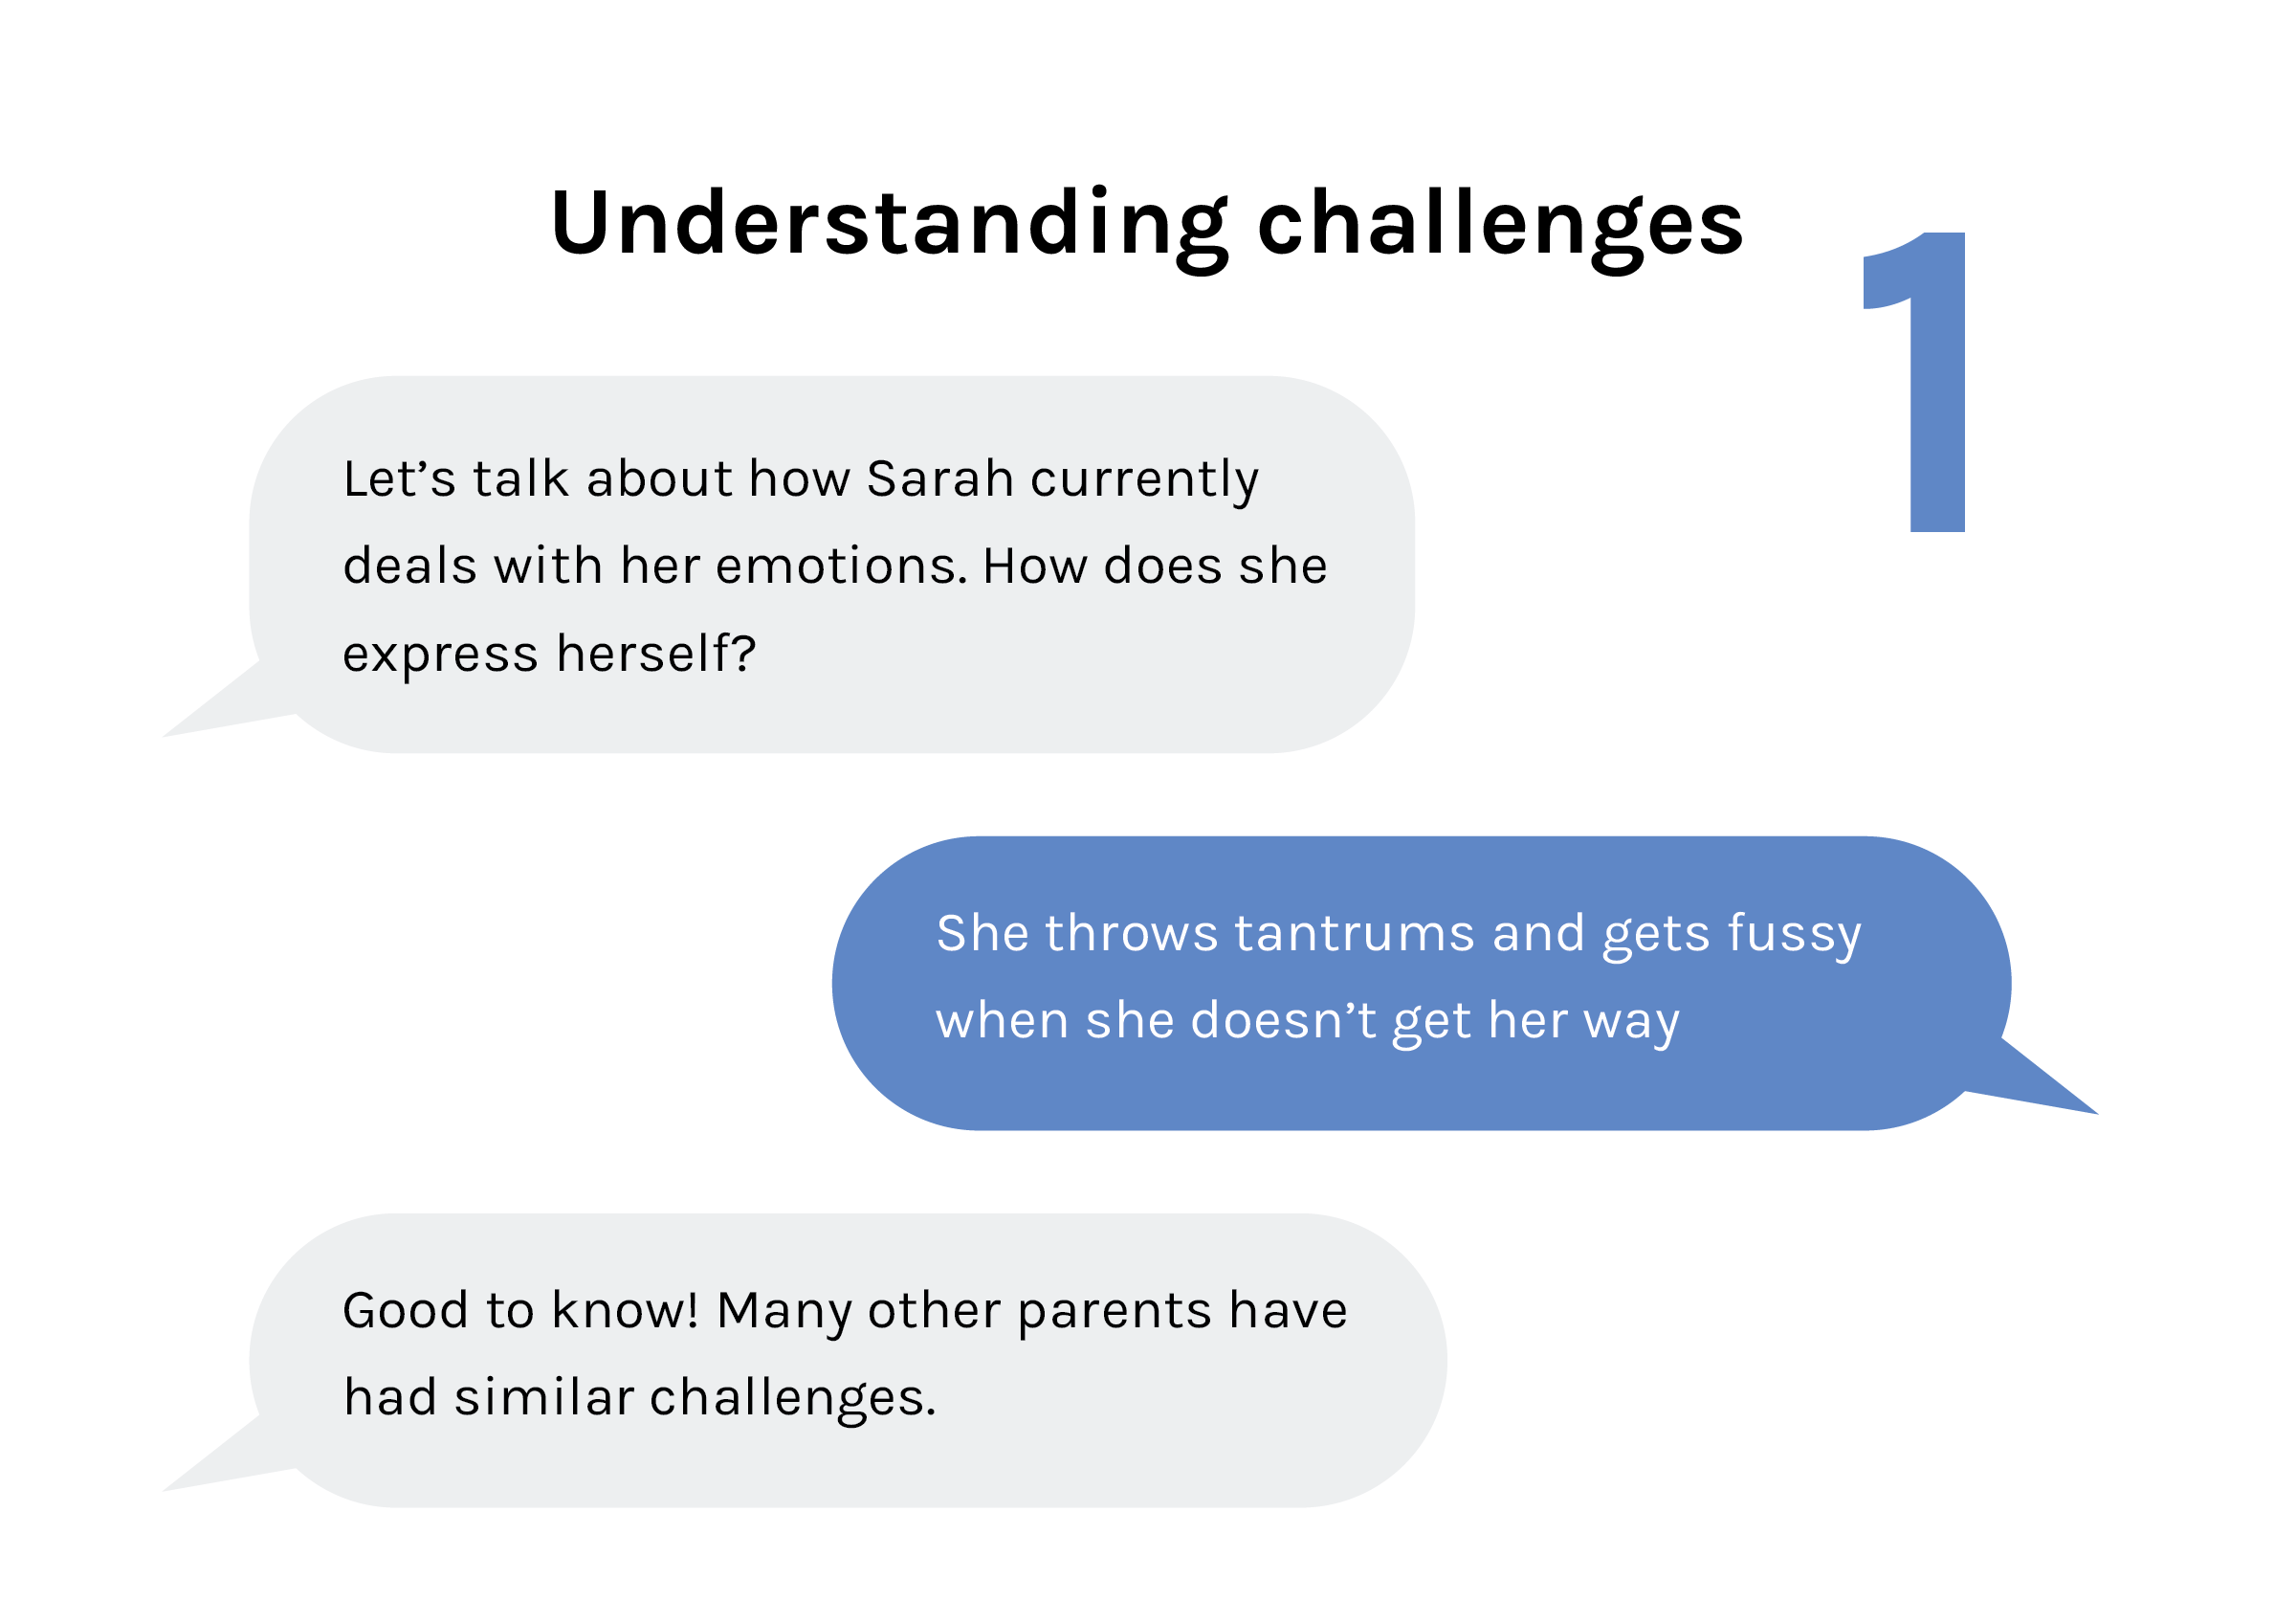 Understanding challenges
1
Let’s talk about how Sarah currently
deals with her emotions. How does she
express herself?
She throws tantrums and gets fussy
when she doesn’t get her way
Good to know! Many other parents have
had similar challenges.